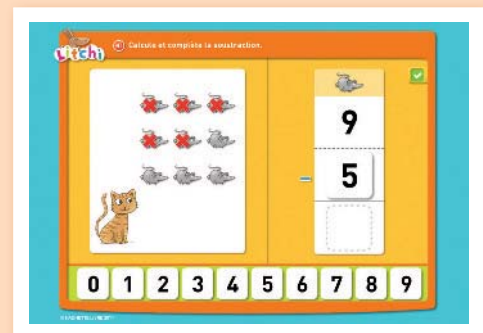 Litchi
Calcule et complète la soustraction.
9
- 5
0 1 2 3 4 5 6 7 8 9